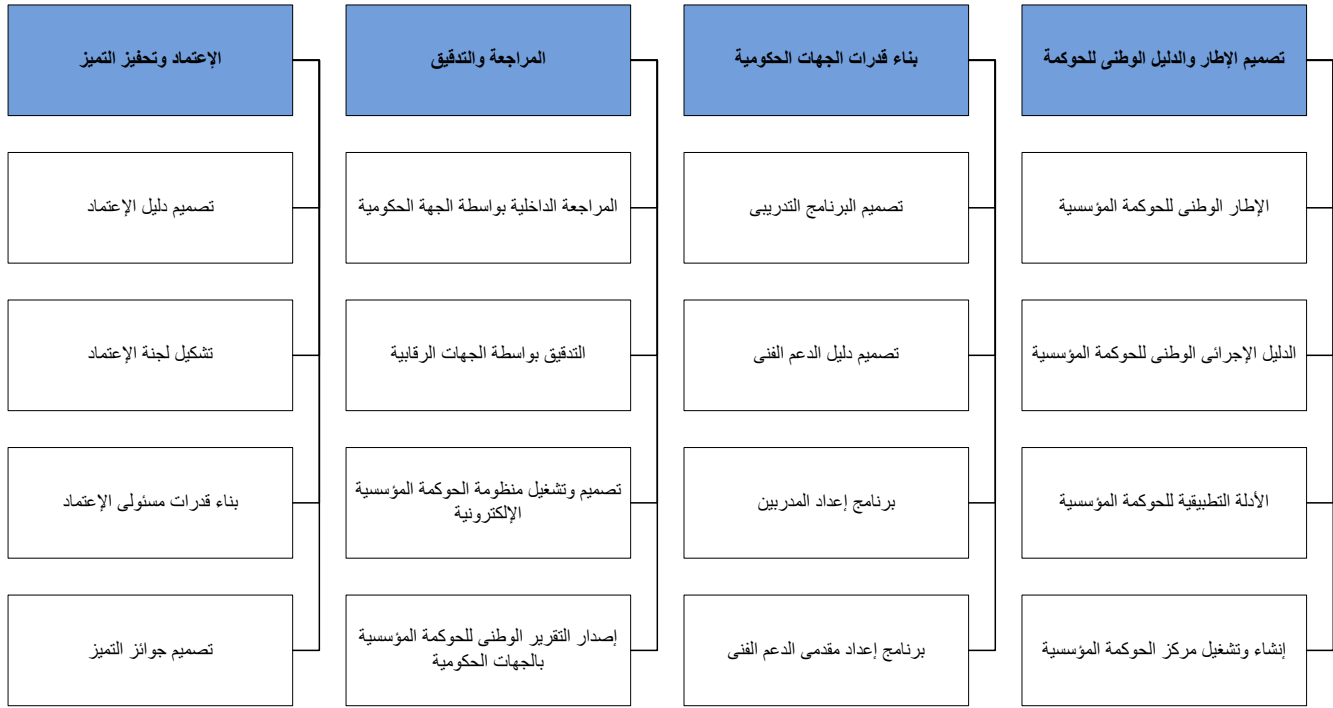 تصميم الإطار والدليل الوطنى للحوكمة
الإطار الوطنى للحوكمة المؤسسية
الدليل الإجرائى الوطنى للحوكمة المؤسسية
الأدلة التطبيقية للحوكمة المؤسسية
إنشاء وتشغيل مركز الحوكمة المؤسسية
بناء قدرات الجهات الحكومية
تصميم البرنامج التدريبى
تصميم دليل الدعم الفنى
برنامج إعداد المدربين
برنامج إعداد مقدمى الدعم الفنى
المراجعة والتدقيق
المراجعة الداخلية بواسطة الجهة الحكومية
التدقيق بواسطة الجهات الرقابية
تصميم وتشغيل منظومة الحوكمة المؤسسية
الإلكترونية
إصدار التقرير الوطنى للحوكمة المؤسسية
بالجهات الحكومية
الإعتماد وتحفيز التميز
تصميم دليل الإعتماد
تشكيل لجنة الإعتماد
بناء قدرات مسئولى الإعتماد
تصميم جوائز التميز